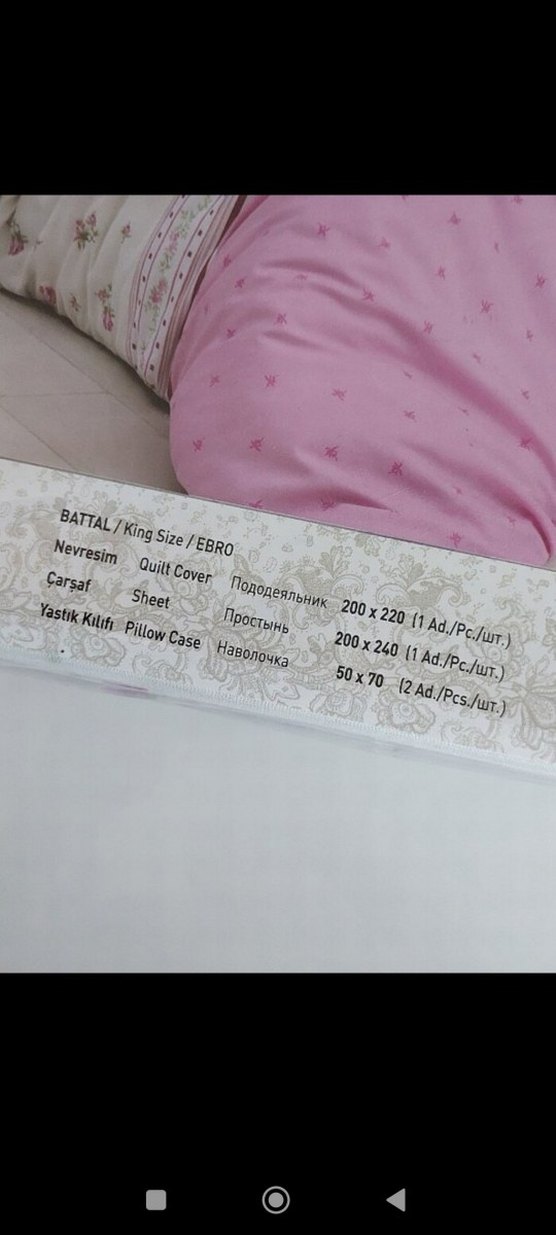 BATTAL / King Size / EBRO
Nevresim Quilt Cover Пододеяльник 200 x 220 (1 Ad./Pc./шт.)
Çarşaf Sheet Простынь 200 x 240 (1 Ad./Pc./шт.)
Yastık Kılıfı Pillow Case Наволочка 50 x 70 (2 Ad./Pcs./шт.)